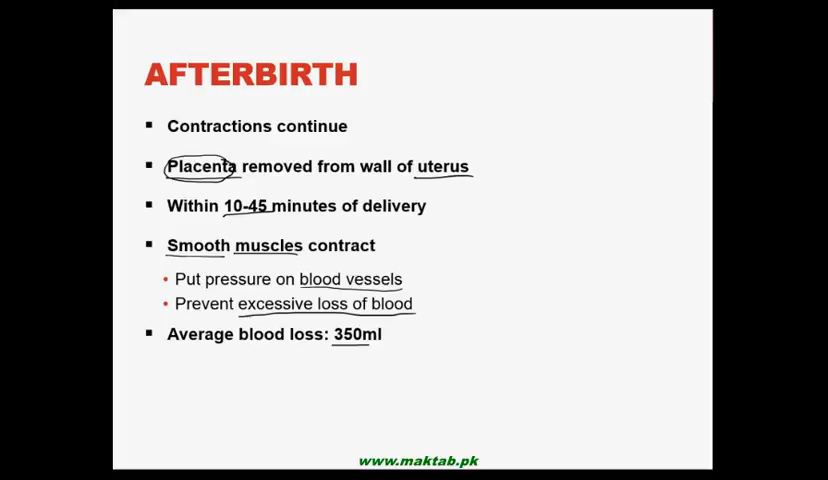 AFTERBIRTH
▪ Contractions continue
▪ Placenta removed from wall of uterus
▪ Within 10-45 minutes of delivery
▪ Smooth muscles contract
• Put pressure on blood vessels
• Prevent excessive loss of blood
▪ Average blood loss: 350ml
www.maktab.pk